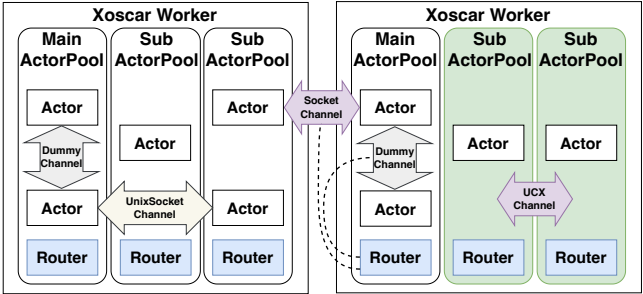 Xoscar Worker
Main
ActorPool
Sub
ActorPool
Sub
ActorPool
Actor
Dummy
Channel
Actor
Actor
UnixSocket
Channel
Actor
Actor
Router
Router
Router
Socket
Channel
Xoscar Worker
Main
ActorPool
Sub
ActorPool
Sub
ActorPool
Actor
Dummy
Channel
Actor
Actor
Actor
UCX
Channel
Router
Router
Router